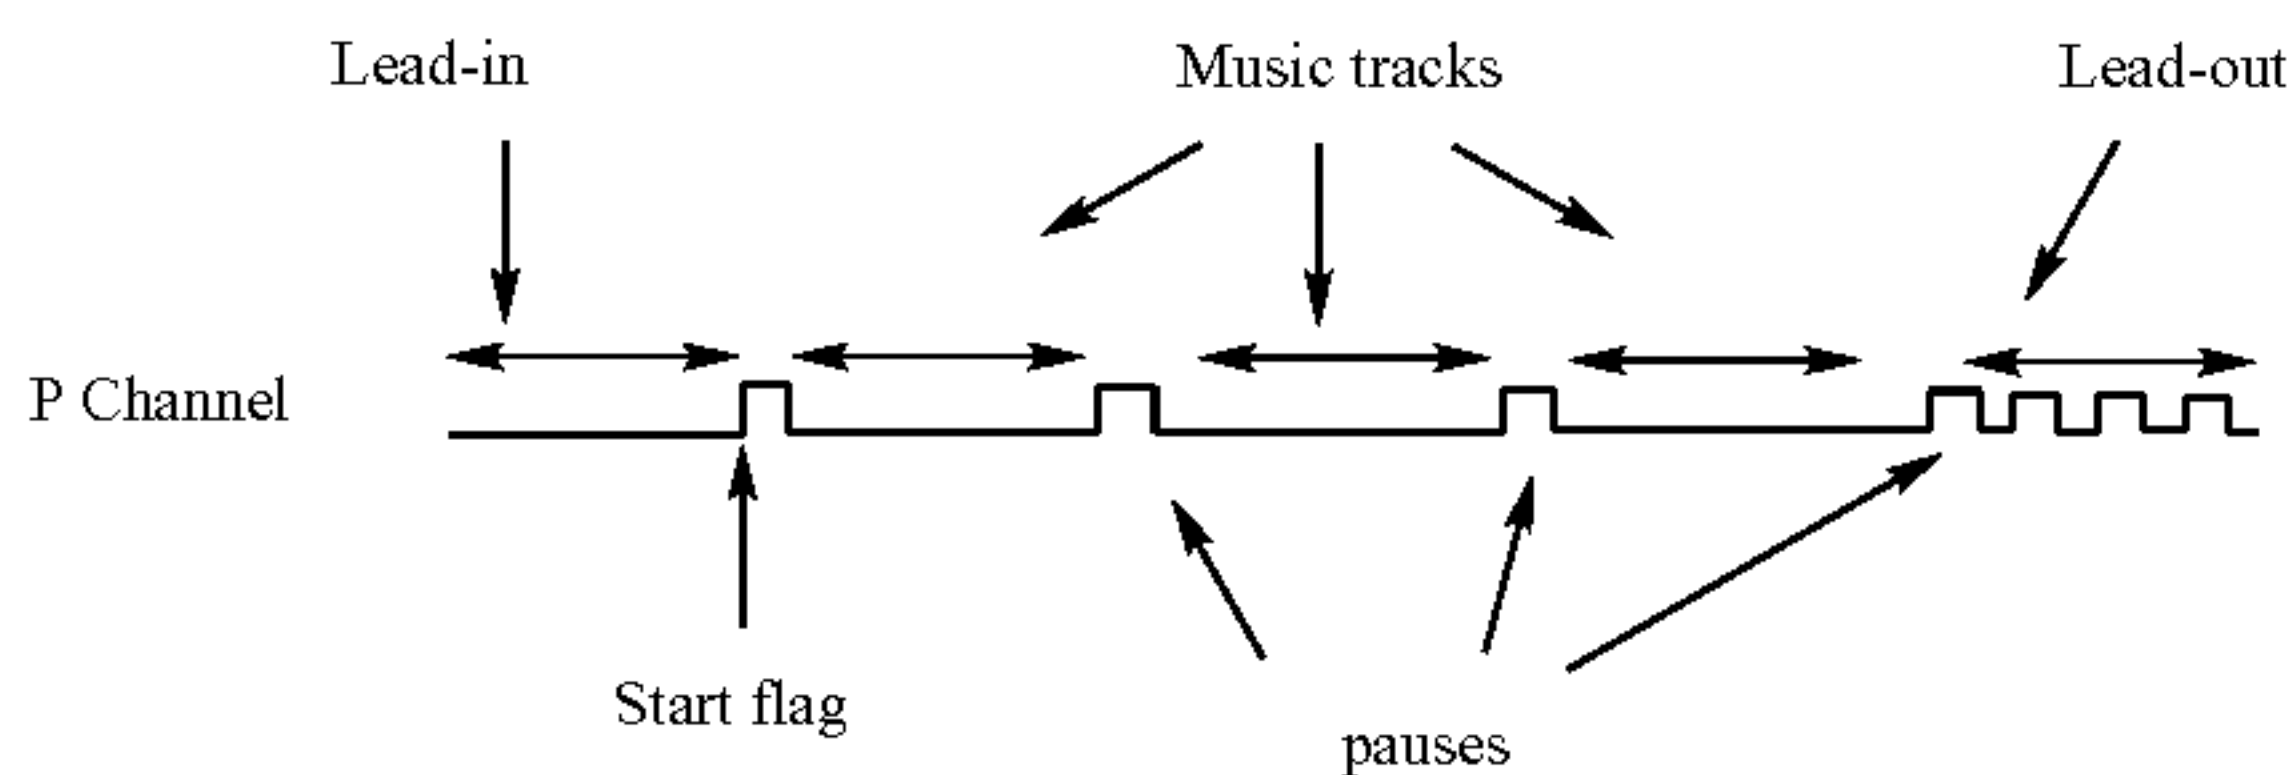 Lead-in
Music tracks
Lead-out
P Channel
Start flag
pauses